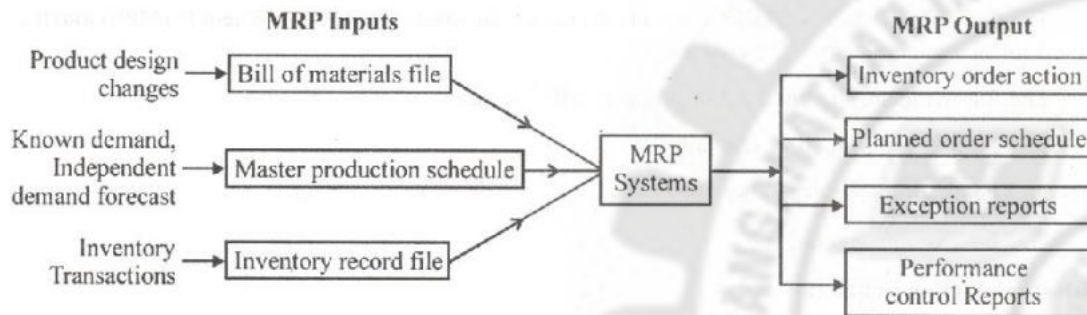 MRP Inputs
Product design
changes
Bill of materials file
Known demand,
Independent
demand forecast
Master production schedule
Inventory
Transactions
Inventory record file
MRP
Systems
MRP Output
Inventory order action
Planned order schedule
Exception reports
Performance
control Reports